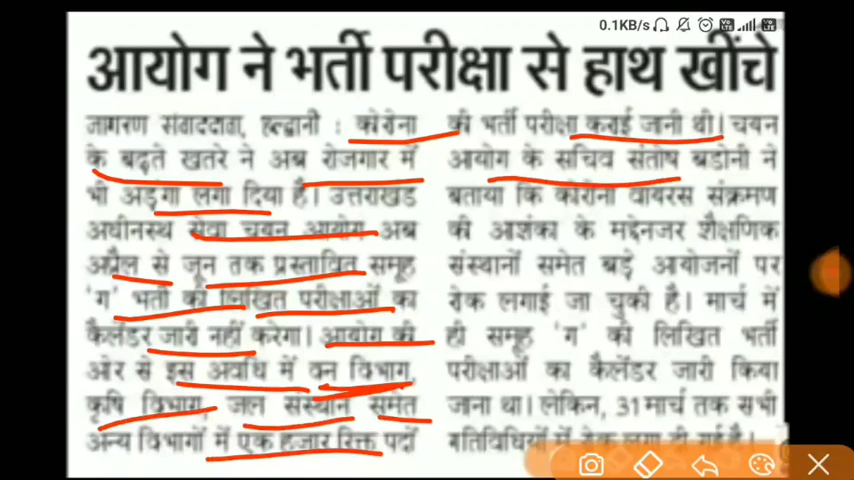 0.1KB/s
आयोग ने भर्ती परीक्षा से हाथ खींचे
जागरण संवाददाता, हल्द्वानी : कोरोना
के बढ़ते खतरे ने अब रोजगार में
भी अड़ंगा लगा दिया है। उत्तराखंड
अधीनस्थ सेवा चयन आयोग अब
अप्रैल से जून तक प्रस्तावित समूह
'ग' भर्ती की लिखित परीक्षाओं का
कैलेंडर जारी नहीं करेगा। आयोग की
ओर से इस अवधि में वन विभाग,
कृषि विभाग, जल संस्थान समेत
अन्य विभागों में एक हजार रिक्त पदों
की भर्ती परीक्षा कराई जानी थी। चयन
आयोग के सचिव संतोष बडोनी ने
बताया कि कोरोना वायरस संक्रमण
की आशंका के मद्देनजर शैक्षणिक
संस्थानों समेत बड़े आयोजनों पर
रोक लगाई जा चुकी है। मार्च में
ही समूह 'ग' की लिखित भर्ती
परीक्षाओं का कैलेंडर जारी किया
जाना था। लेकिन, 31 मार्च तक सभी
गतिविधियों में रोक लगा दी गई है।